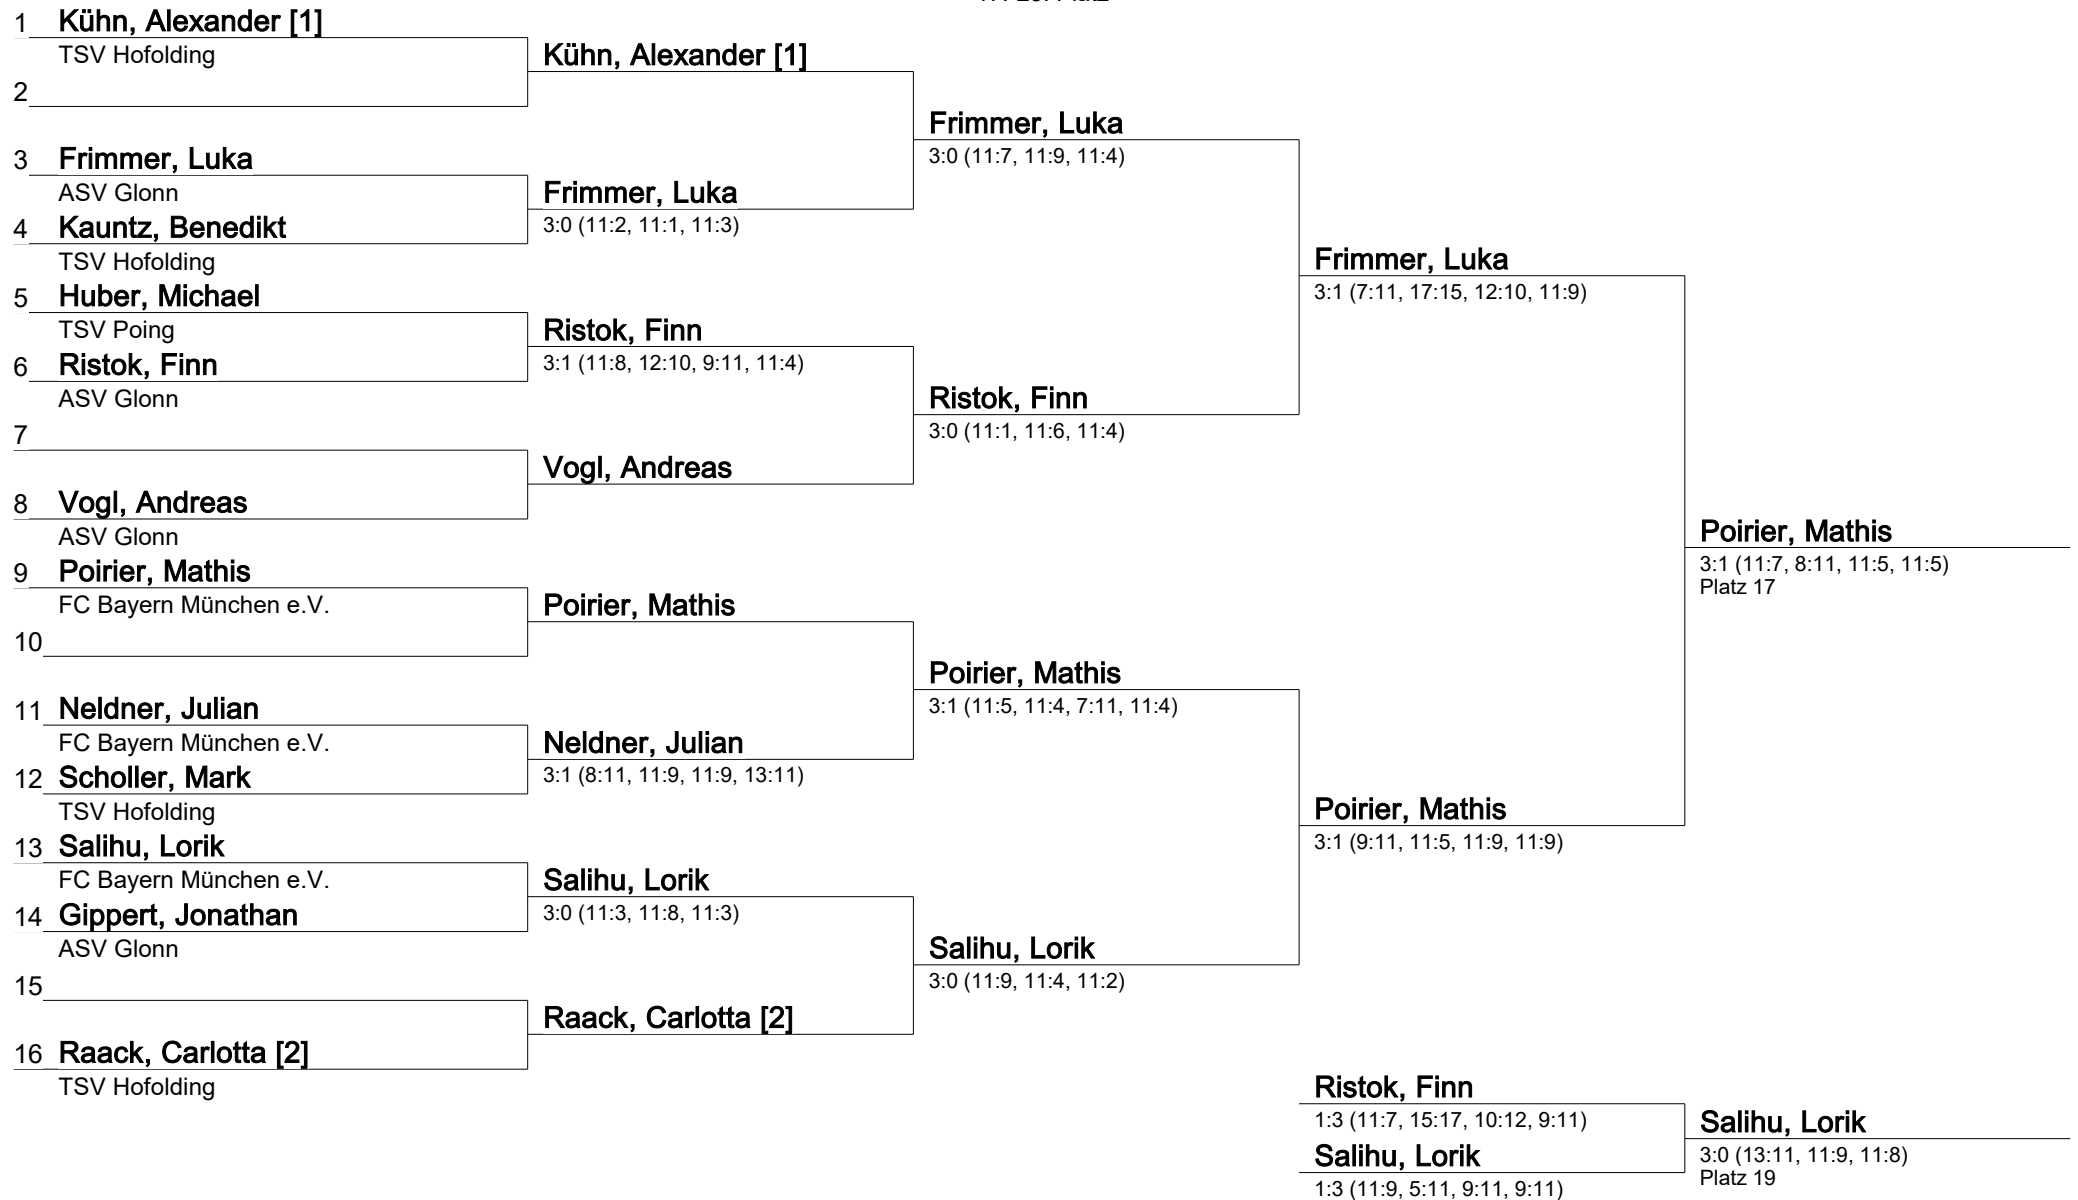 1 Kühn, Alexander [1]
TSV Hofolding
2
3 Frimmer, Luka
ASV Glonn
4 Kauntz, Benedikt
TSV Hofolding
5 Huber, Michael
TSV Poing
6 Ristok, Finn
ASV Glonn
7
8 Vogl, Andreas
ASV Glonn
9 Poirier, Mathis
FC Bayern München e.V.
10
11 Neldner, Julian
FC Bayern München e.V.
12 Scholler, Mark
TSV Hofolding
13 Salihu, Lorik
FC Bayern München e.V.
14 Gippert, Jonathan
ASV Glonn
15
16 Raack, Carlotta [2]
TSV Hofolding
Kühn, Alexander [1]
Frimmer, Luka
3:0 (11:2, 11:1, 11:3)
Ristok, Finn
3:1 (11:8, 12:10, 9:11, 11:4)
Vogl, Andreas
Poirier, Mathis
Neldner, Julian
3:1 (8:11, 11:9, 11:9, 13:11)
Salihu, Lorik
3:0 (11:3, 11:8, 11:3)
Raack, Carlotta [2]
Frimmer, Luka
3:0 (11:7, 11:9, 11:4)
Ristok, Finn
3:0 (11:1, 11:6, 11:4)
Poirier, Mathis
3:1 (11:5, 11:4, 7:11, 11:4)
Salihu, Lorik
3:0 (11:9, 11:4, 11:2)
Frimmer, Luka
3:1 (7:11, 17:15, 12:10, 11:9)
Poirier, Mathis
3:1 (9:11, 11:5, 11:9, 11:9)
Poirier, Mathis
3:1 (11:7, 8:11, 11:5, 11:5)
Platz 17
Ristok, Finn
1:3 (11:7, 15:17, 10:12, 9:11)
Salihu, Lorik
1:3 (11:9, 5:11, 9:11, 9:11)
Salihu, Lorik
3:0 (13:11, 11:9, 11:8)
Platz 19